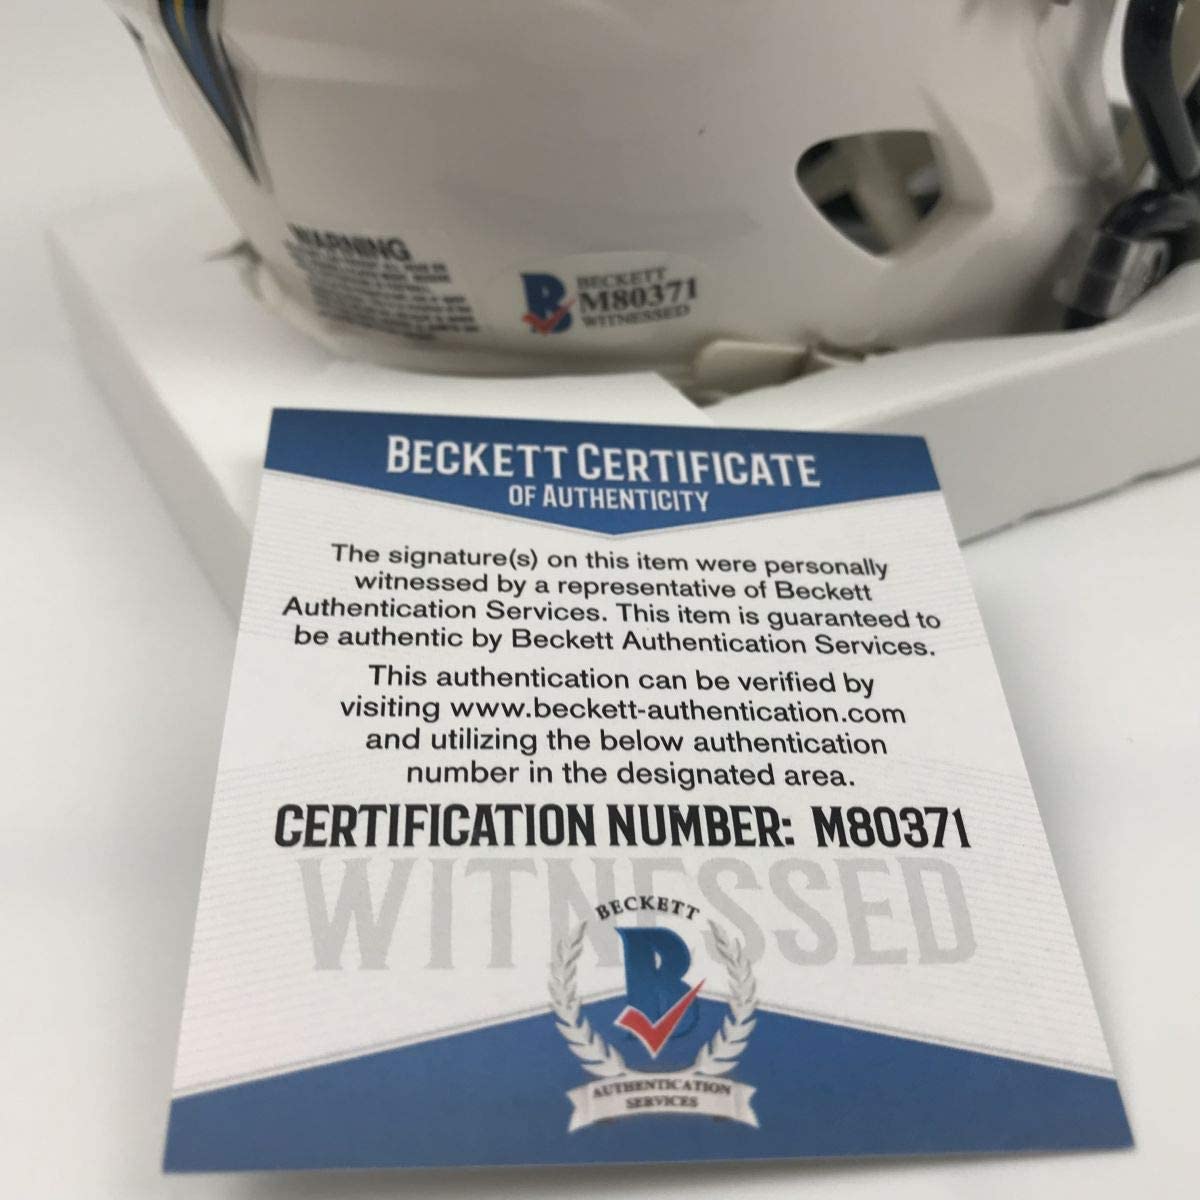 WARNING
BECKETT
M80371
WITNESSED
BECKETT CERTIFICATE
OF AUTHENTICITY
The signature(s) on this item were personally
witnessed by a representative of Beckett
Authentication Services. This item is guaranteed to
be authentic by Beckett Authentication Services.
This authentication can be verified by
visiting www.beckett-authentication.com
and utilizing the below authentication
number in the designated area.
CERTIFICATION NUMBER: M80371
WITNESSED
BECKETT
B
AUTHENTICATION
SERVICES